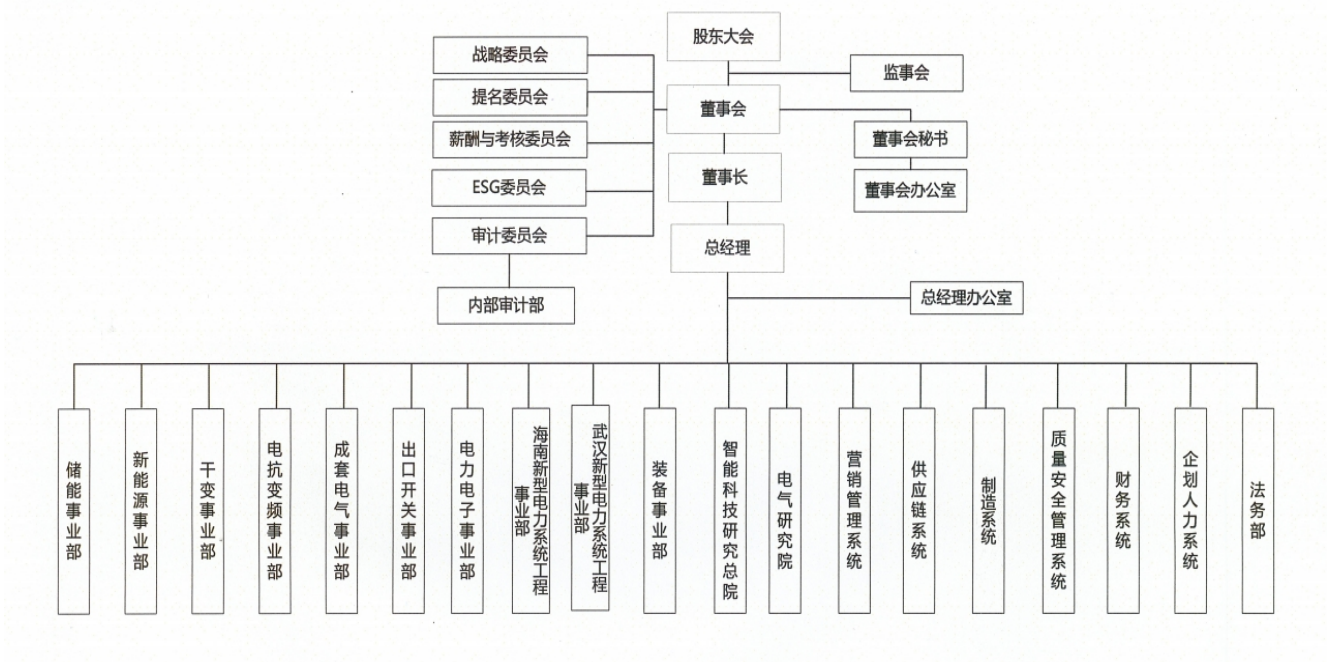 股东大会
战略委员会
监事会
提名委员会
董事会
薪酬与考核委员会
董事会秘书
董事长
ESG委员会
董事会办公室
审计委员会
总经理
内部审计部
总经理办公室
储能事业部
新能源事业部
干变事业部
电抗变频事业部
成套电气事业部
出口开关事业部
电力电子事业部
海南新型电力系统工程
事业部
武汉新型电力系统工程
事业部
装备事业部
智能科技研究总院
电气研究院
营销管理系统
供应链系统
制造系统
质量安全管理系统
财务系统
企划人力系统
法务部